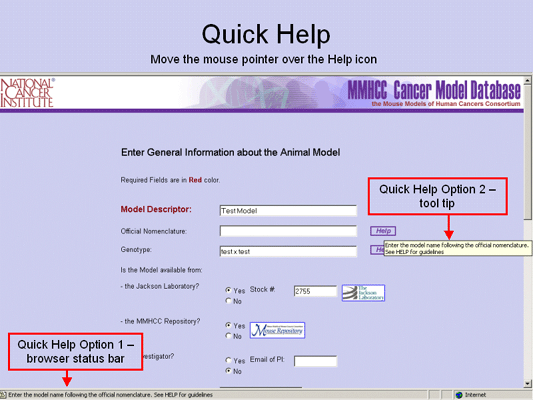 Quick Help
Move the mouse pointer over the Help icon
NATIONAL
CANCER
INSTITUTE
MMHCC Cancer Model Database
the Mouse Models of Human Cancers Consortium
Enter General Information about the Animal Model
Required Fields are in Red color.
Quick Help Option 2 –
tool tip
Model Descriptor: Test Model
Official Nomenclature: Help
Enter the model name following the official nomenclature.
See HELP for guidelines
Genotype: test x test
Is the Model available from:
- the Jackson Laboratory? Yes Stock #: 2755 The Jackson Laboratory
No
- the MMHCC Repository? Yes Mouse Repository
No
Quick Help Option 1 –
browser status bar
Yes Email of PI:
No
Enter the model name following the official nomenclature. See HELP for guidelines
Internet